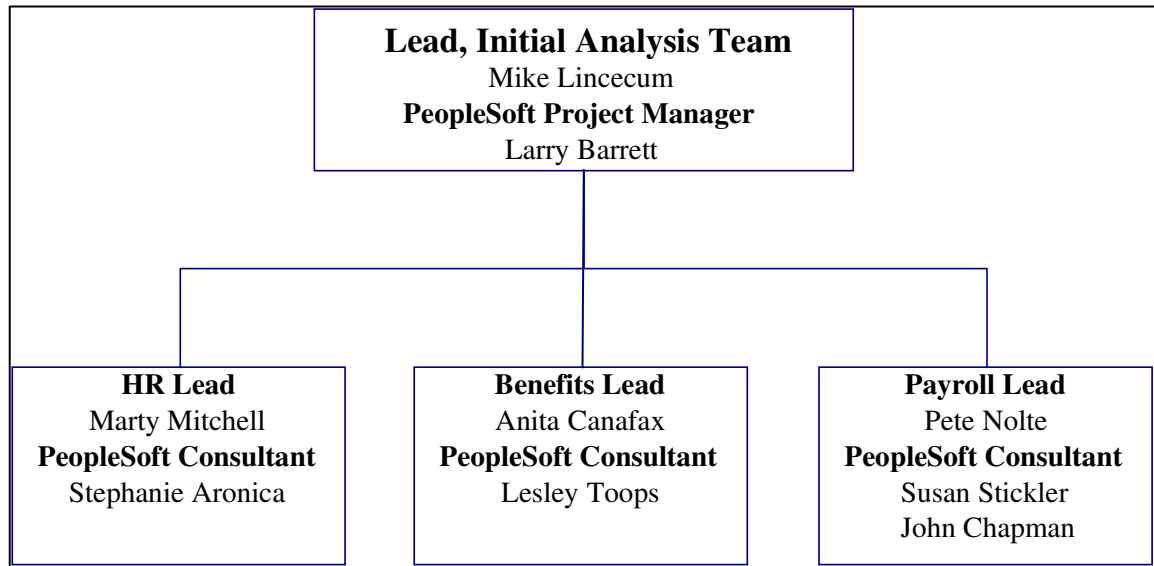 Lead, Initial Analysis Team
Mike Lincecum
PeopleSoft Project Manager
Larry Barrett
HR Lead
Marty Mitchell
PeopleSoft Consultant
Stephanie Aronica
Benefits Lead
Anita Canafax
PeopleSoft Consultant
Lesley Toops
Payroll Lead
Pete Nolte
PeopleSoft Consultant
Susan Stickler
John Chapman